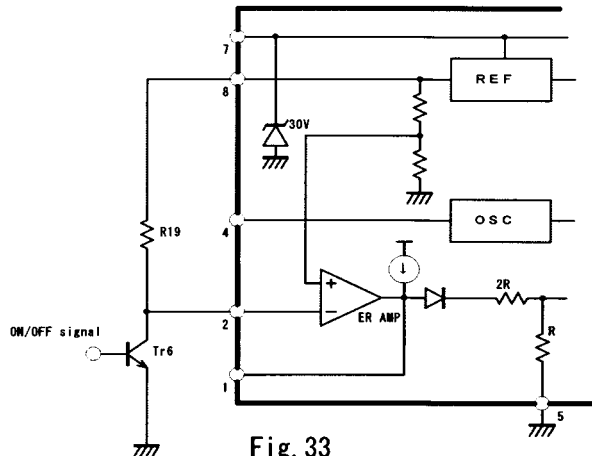 7
REF
8
30V
R19
4
OSC
2R
ER AMP
2
ON/OFF signal
R
Tr6
1
5
+
−
Fig. 33